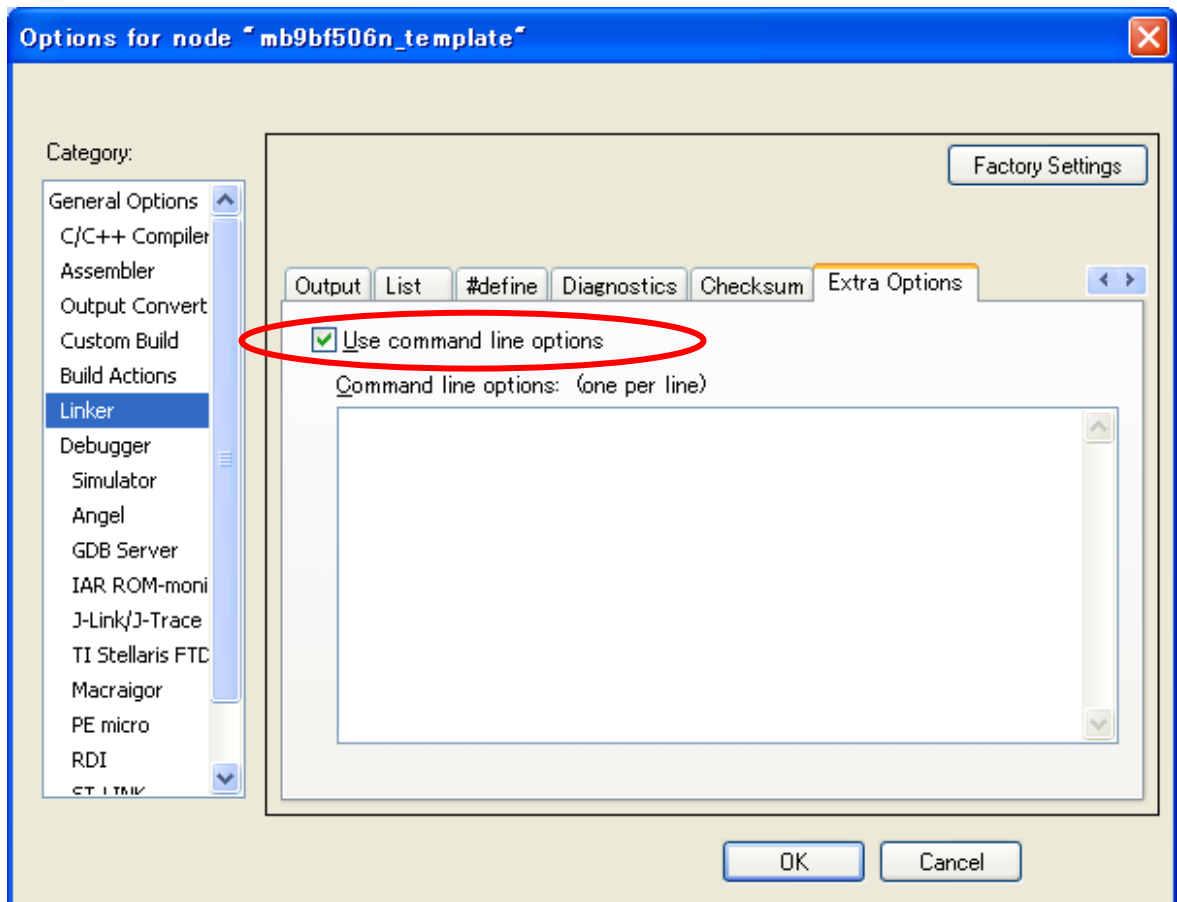 Options for node "mb9bf506n_template"
Category:
Factory Settings
General Options
C/C++ Compiler
Assembler
Output Convert
Custom Build
Build Actions
Linker
Debugger
Simulator
Angel
GDB Server
IAR ROM-moni
J-Link/J-Trace
TI Stellaris FTD
Macraigor
PE micro
RDI
ST-LINK
Output List #define Diagnostics Checksum Extra Options
Use command line options
Command line options: (one per line)
OK Cancel